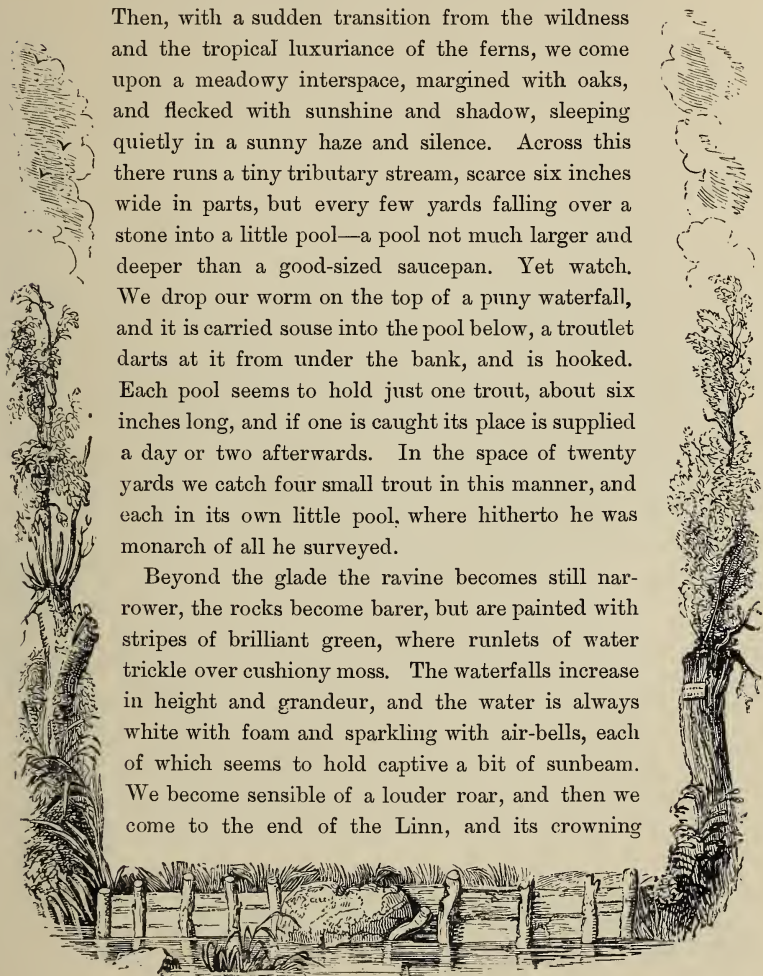 Then, with a sudden transition from the wildness
and the tropical luxuriance of the ferns, we come
upon a meadowy interspace, margined with oaks,
and flecked with sunshine and shadow, sleeping
quietly in a sunny haze and silence. Across this
there runs a tiny tributary stream, scarce six inches
wide in parts, but every few yards falling over a
stone into a little pool—a pool not much larger and
deeper than a good-sized saucepan. Yet watch.
We drop our worm on the top of a puny waterfall,
and it is carried souse into the pool below, a troutlet
darts at it from under the bank, and is hooked.
Each pool seems to hold just one trout, about six
inches long, and if one is caught its place is supplied
a day or two afterwards. In the space of twenty
yards we catch four small trout in this manner, and
each in its own little pool, where hitherto he was
monarch of all he surveyed.
Beyond the glade the ravine becomes still nar-
rower, the rocks become barer, but are painted with
stripes of brilliant green, where runlets of water
trickle over cushiony moss. The waterfalls increase
in height and grandeur, and the water is always
white with foam and sparkling with air-bells, each
of which seems to hold captive a bit of sunbeam.
We become sensible of a louder roar, and then we
come to the end of the Linn, and its crowning